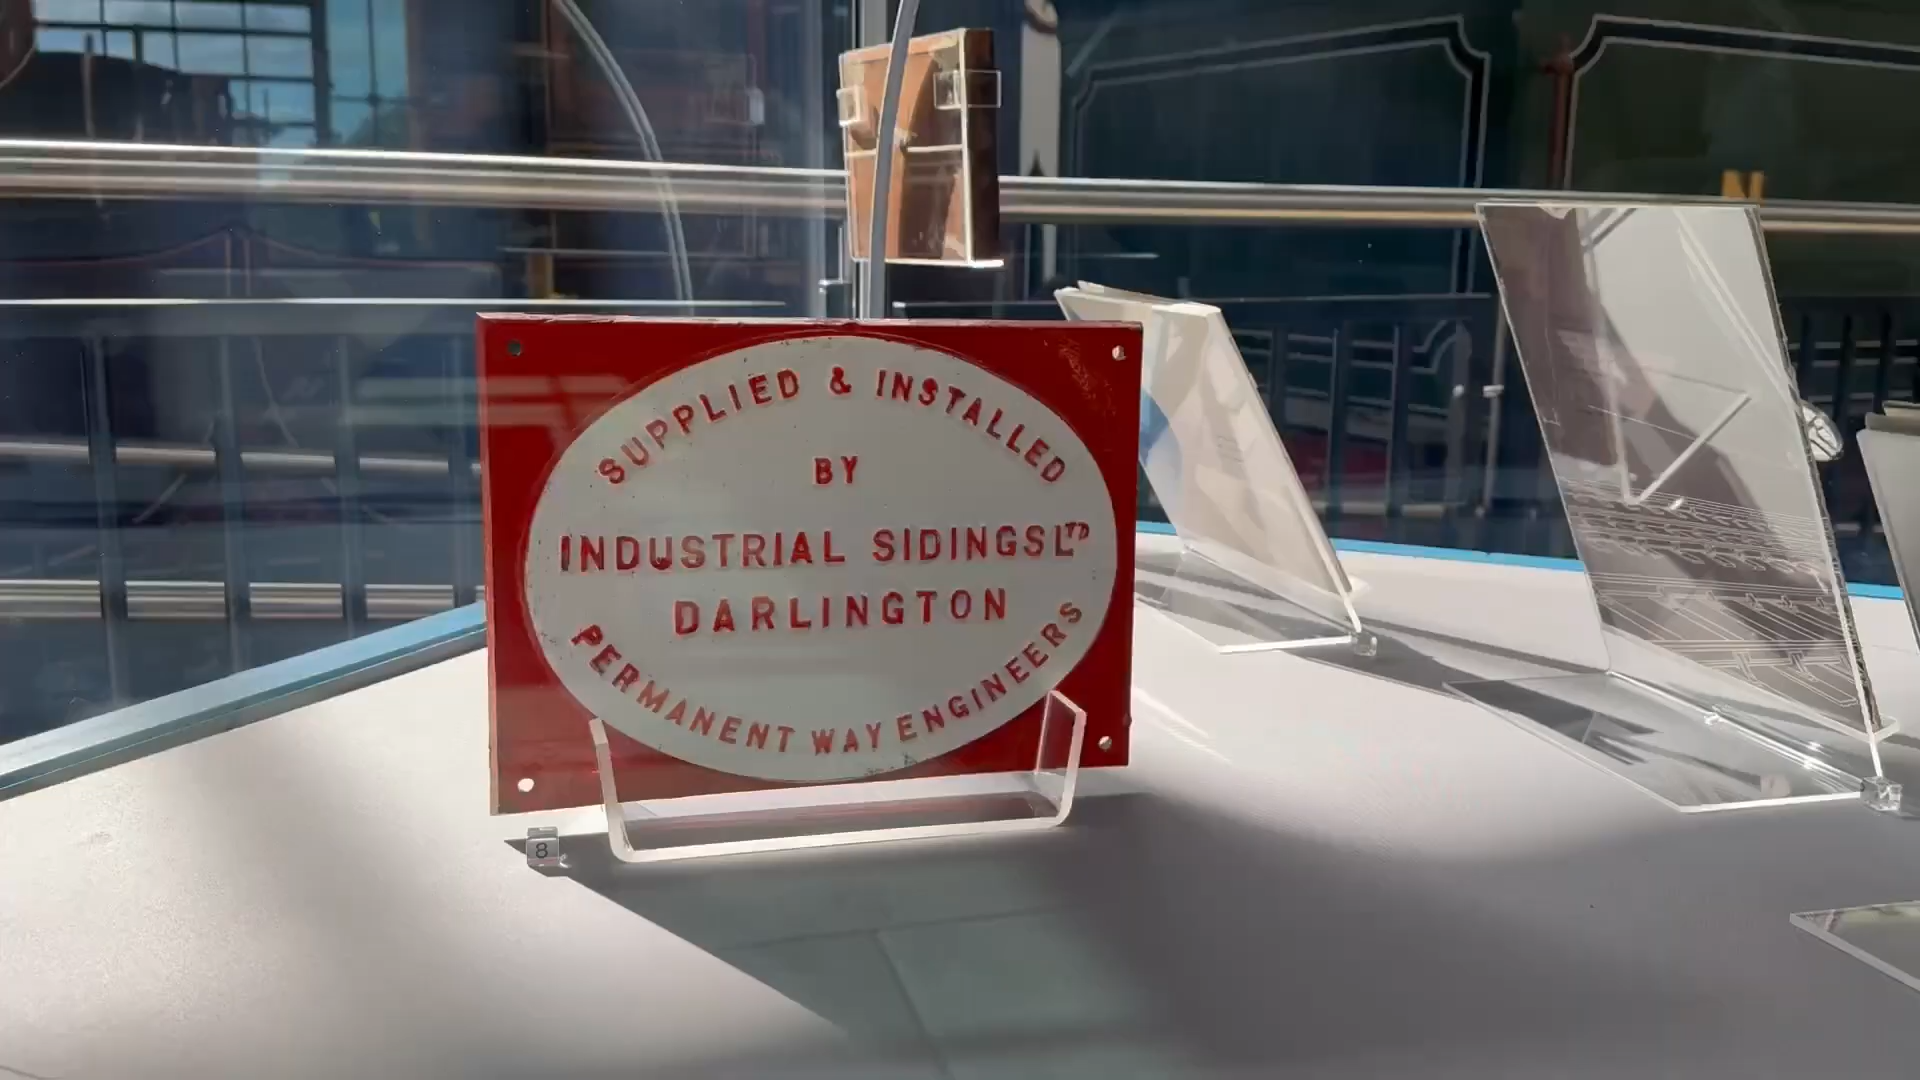 SUPPLIED & INSTALLED
BY
INDUSTRIAL SIDINGS LTD
DARLINGTON
PERMANENT WAY ENGINEERS
8